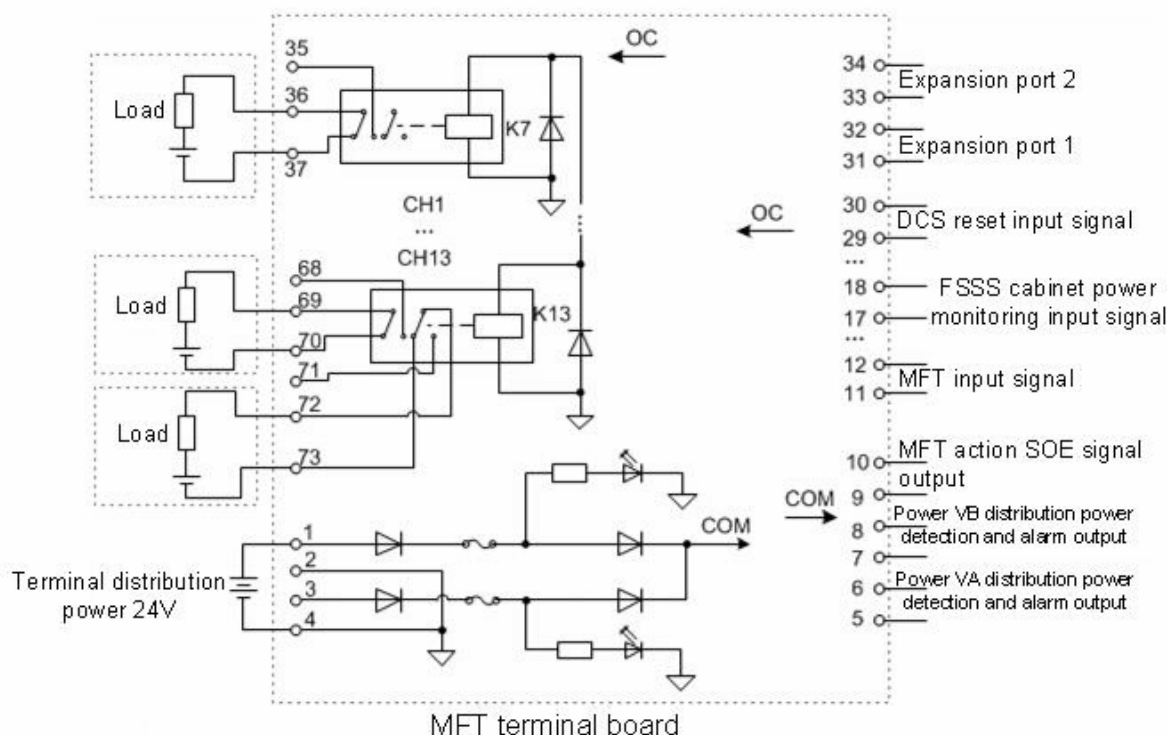 35
OC
34
Expansion port 2
33
Load
36
K7
32
Expansion port 1
31
37
CH1
...
CH13
OC
30
DCS reset input signal
29
...
68
18
FSSS cabinet power
monitoring input signal
17
...
Load
69
K13
70
71
12
MFT input signal
11
Load
72
73
10
MFT action SOE signal
output
9
COM
COM
8
Power VB distribution power
detection and alarm output
7
6
Power VA distribution power
detection and alarm output
5
Terminal distribution
power 24V
1
2
3
4
MFT terminal board